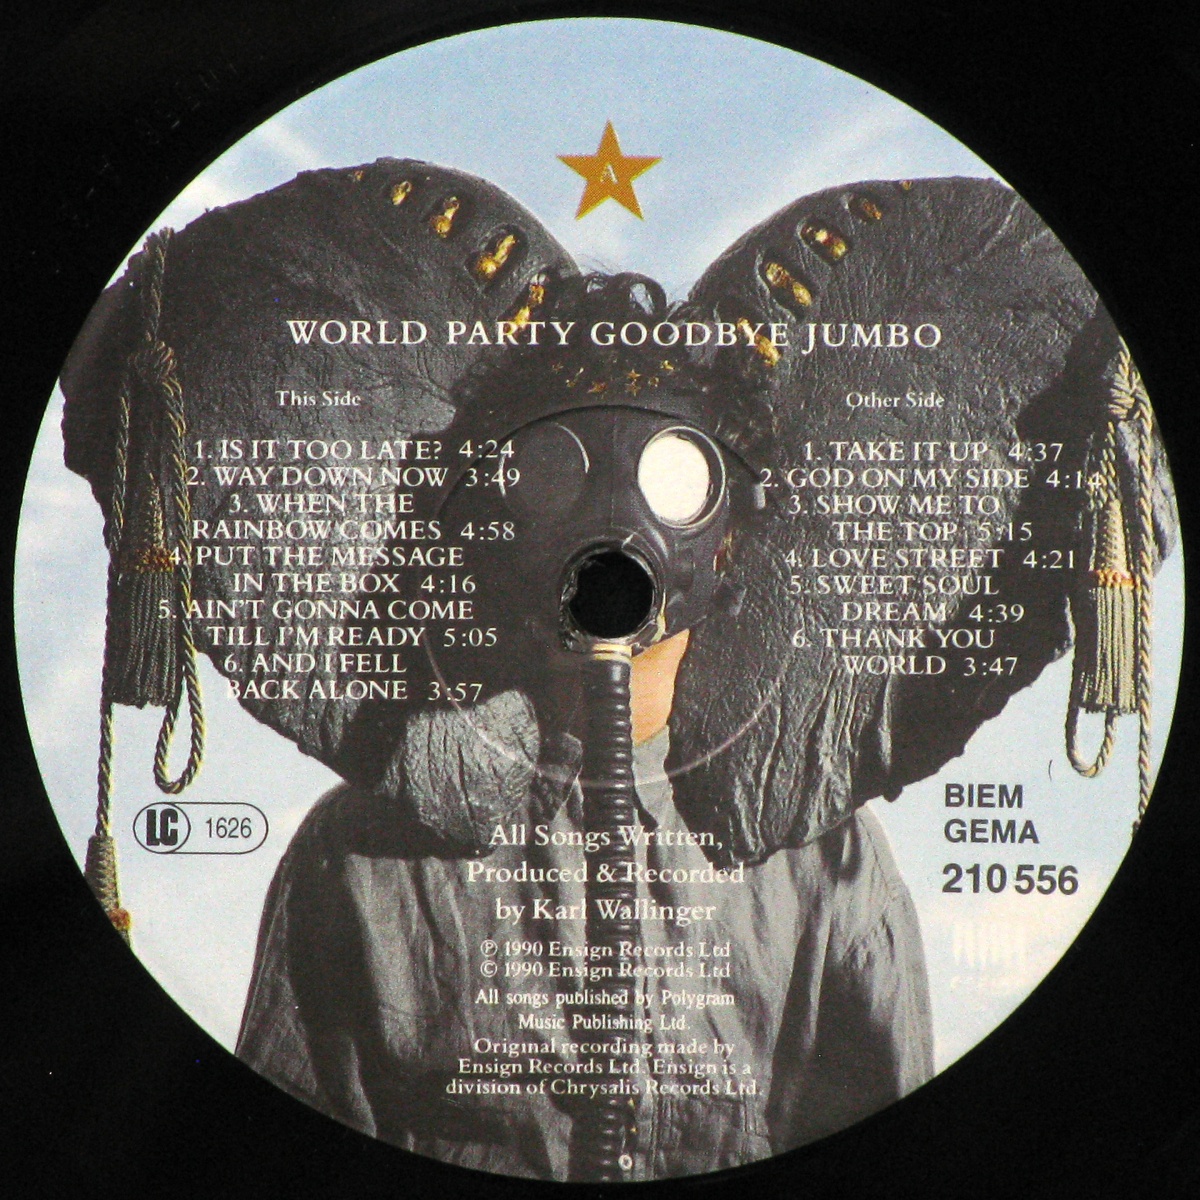 A
WORLD PARTY GOODBYE JUMBO
This Side
1. IS IT TOO LATE? 4:24
2. WAY DOWN NOW 3:49
3. WHEN THE
RAINBOW COMES 4:58
4. PUT THE MESSAGE
IN THE BOX 4:16
5. AIN'T GONNA COME
TILL I'M READY 5:05
6. AND I FELL
BACK ALONE 3:57
Other Side
1. TAKE IT UP 4:37
2. GOD ON MY SIDE 4:14
3. SHOW ME TO
THE TOP 5:15
4. LOVE STREET 4:21
5. SWEET SOUL
DREAM 4:39
6. THANK YOU
WORLD 3:47
LC 1626
BIEM
GEMA
210 556
All Songs Written,
Produced & Recorded
by Karl Wallinger
℗ 1990 Ensign Records Ltd
© 1990 Ensign Records Ltd
All songs published by Polygram
Music Publishing Ltd.
Original recording made by
Ensign Records Ltd. Ensign is a
division of Chrysalis Records Ltd.